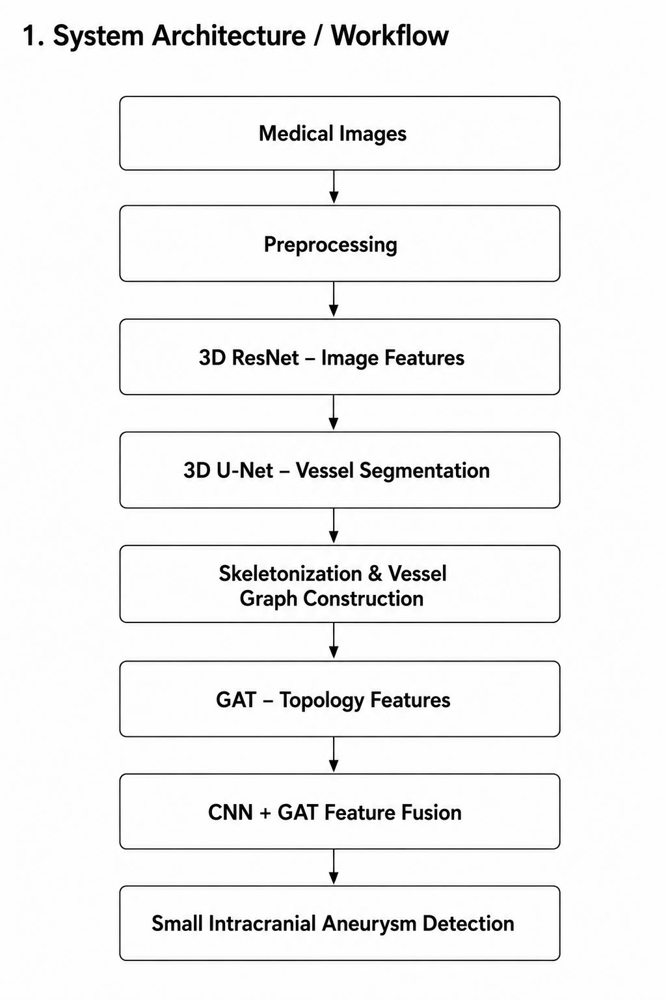 1. System Architecture / Workflow
Medical Images
Preprocessing
3D ResNet – Image Features
3D U-Net – Vessel Segmentation
Skeletonization & Vessel
Graph Construction
GAT – Topology Features
CNN + GAT Feature Fusion
Small Intracranial Aneurysm Detection